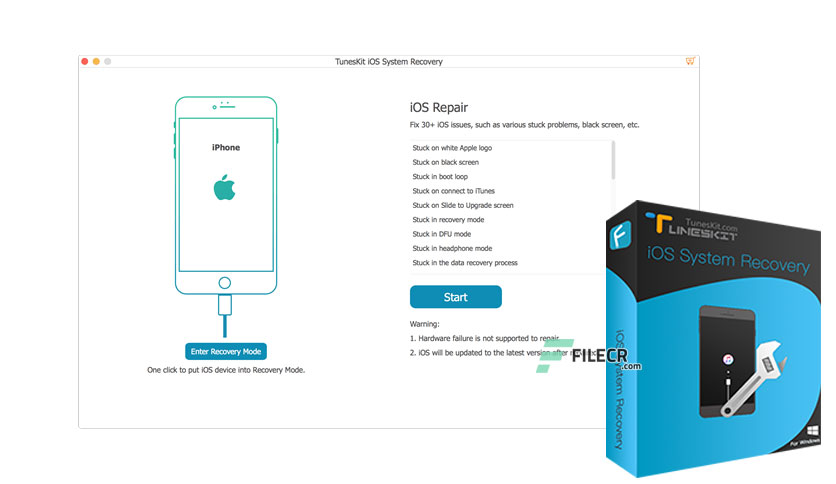 TunesKit iOS System Recovery
iPhone
Enter Recovery Mode
One click to put iOS device into Recovery Mode.
iOS Repair
Fix 30+ iOS issues, such as various stuck problems, black screen, etc.
Stuck on white Apple logo
Stuck on black screen
Stuck in boot loop
Stuck on connect to iTunes
Stuck on Slide to Upgrade screen
Stuck in recovery mode
Stuck in DFU mode
Stuck in headphone mode
Stuck in the data recovery process
Start
Warning:
1. Hardware failure is not supported to repair.
2. iOS will be updated to the latest version after
FILECR
.com
TunesKit.com
TUNESKIT
iOS System Recovery
iOS System Recovery
For Windows